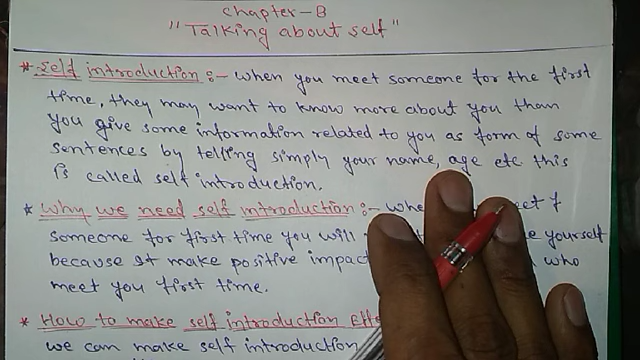 Chapter-B
"Talking about self"
* Self introduction :- When you meet someone for the first
time, they may want to know more about you than
you give some information related to you as form of some
sentences by telling simply your name, age etc this
is called self introduction.
* Why we need self introduction :- Whe
someone for first time you will yourself
because it make positive impact who
meet you first time.
* How to make self introduction
we can make self introduction